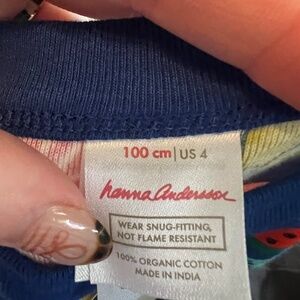 100 cm | US 4
hanna andersson
WEAR SNUG-FITTING,
NOT FLAME RESISTANT
100% ORGANIC COTTON
MADE IN INDIA